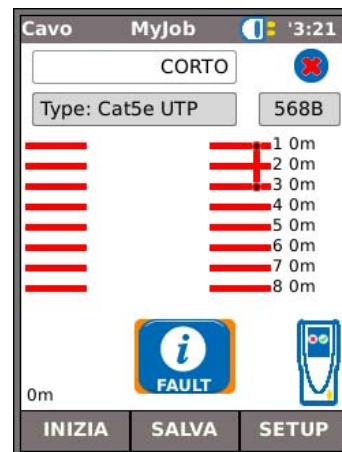 Cavo MyJob '3:21
CORTO
Type: Cat5e UTP 568B
1 0m
2 0m
3 0m
4 0m
5 0m
6 0m
7 0m
8 0m
i
FAULT
0m
INIZIA SALVA SETUP